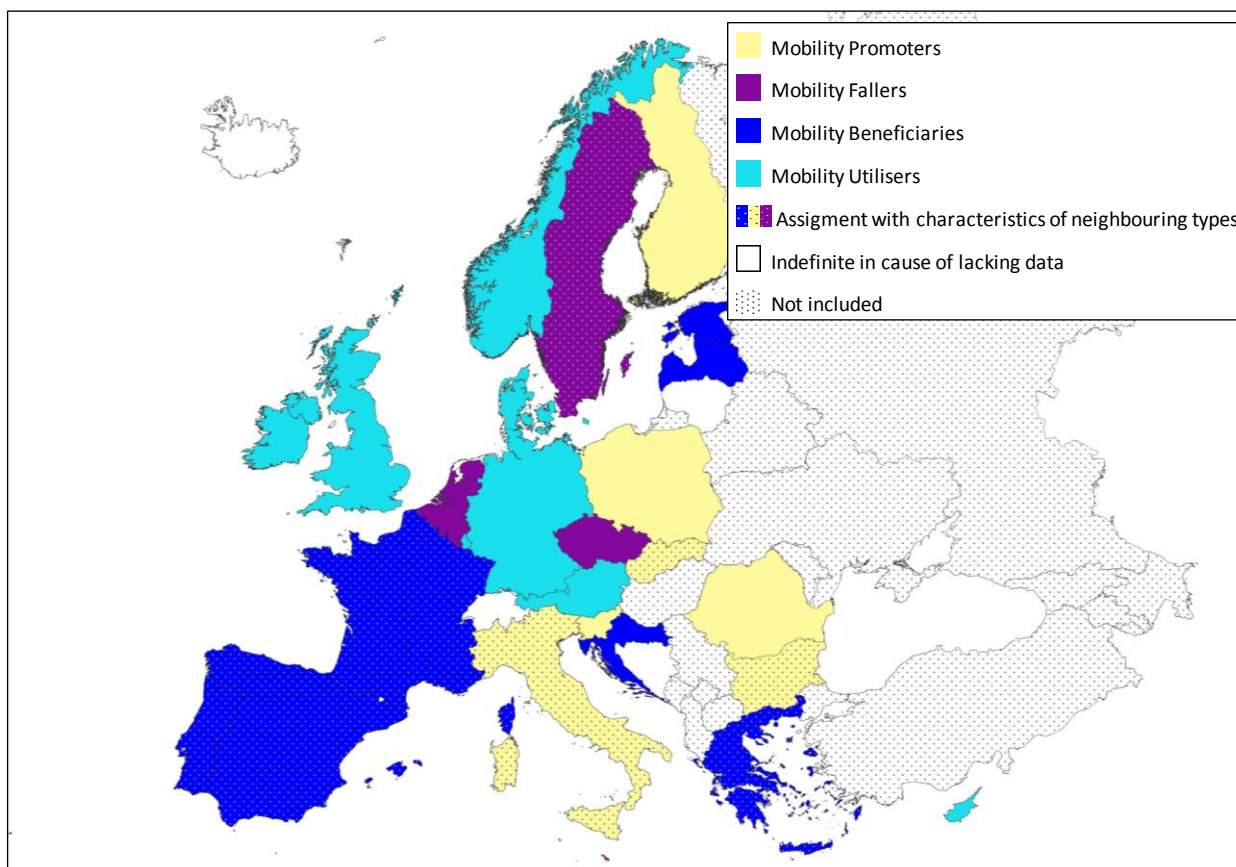 Mobility Promoters
Mobility Fallers
Mobility Beneficiaries
Mobility Utilisers
Assigment with characteristics of neighbouring types
Indefinite in cause of lacking data
Not included